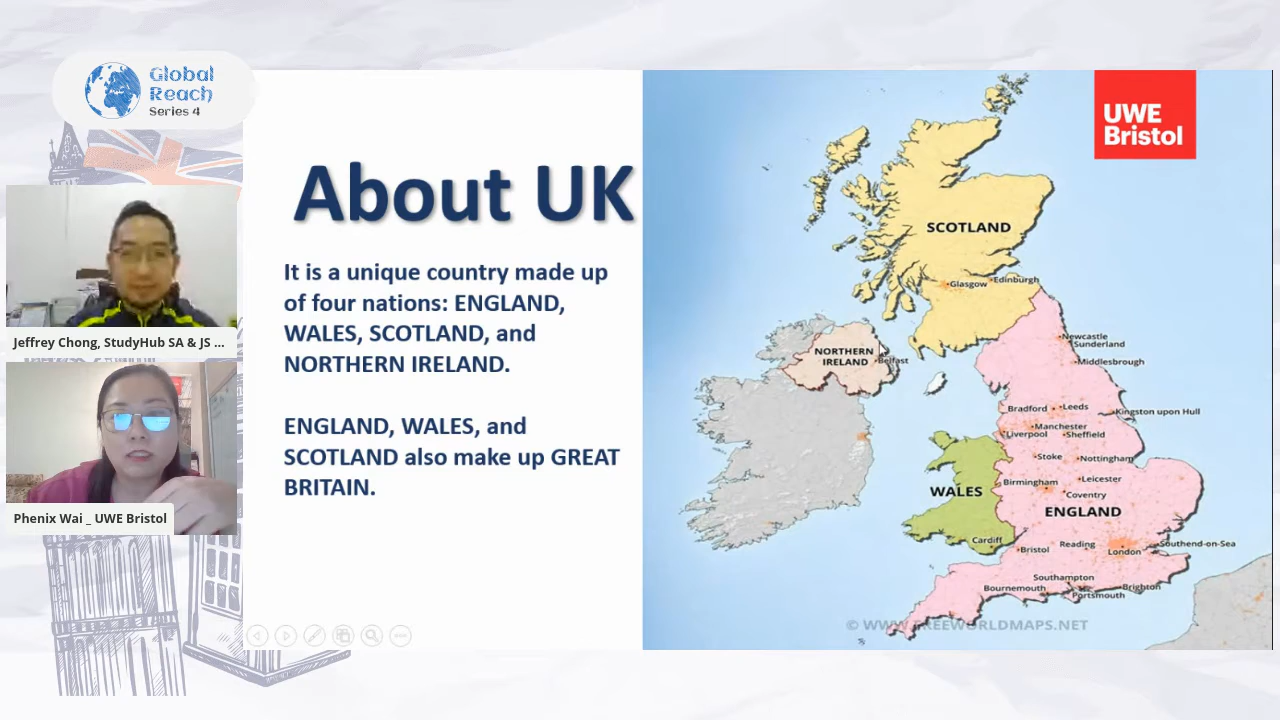 Global
Reach
Series 4
Jeffrey Chong, StudyHub SA & JS ...
Phenix Wai _ UWE Bristol
About UK
It is a unique country made up
of four nations: ENGLAND,
WALES, SCOTLAND, and
NORTHERN IRELAND.
ENGLAND, WALES, and
SCOTLAND also make up GREAT
BRITAIN.
UWE
Bristol
SCOTLAND
Glasgow
Edinburgh
NORTHERN
IRELAND
Belfast
Newcastle
Sunderland
Middlesbrough
Bradford
Leeds
Kingston upon Hull
Manchester
Liverpool
Sheffield
Stoke
Nottingham
Leicester
Birmingham
Coventry
WALES
ENGLAND
Cardiff
Bristol
Reading
London
Southend-on-Sea
Southampton
Bournemouth
Portsmouth
Brighton
© WWW.FREEWORLDMAPS.NET